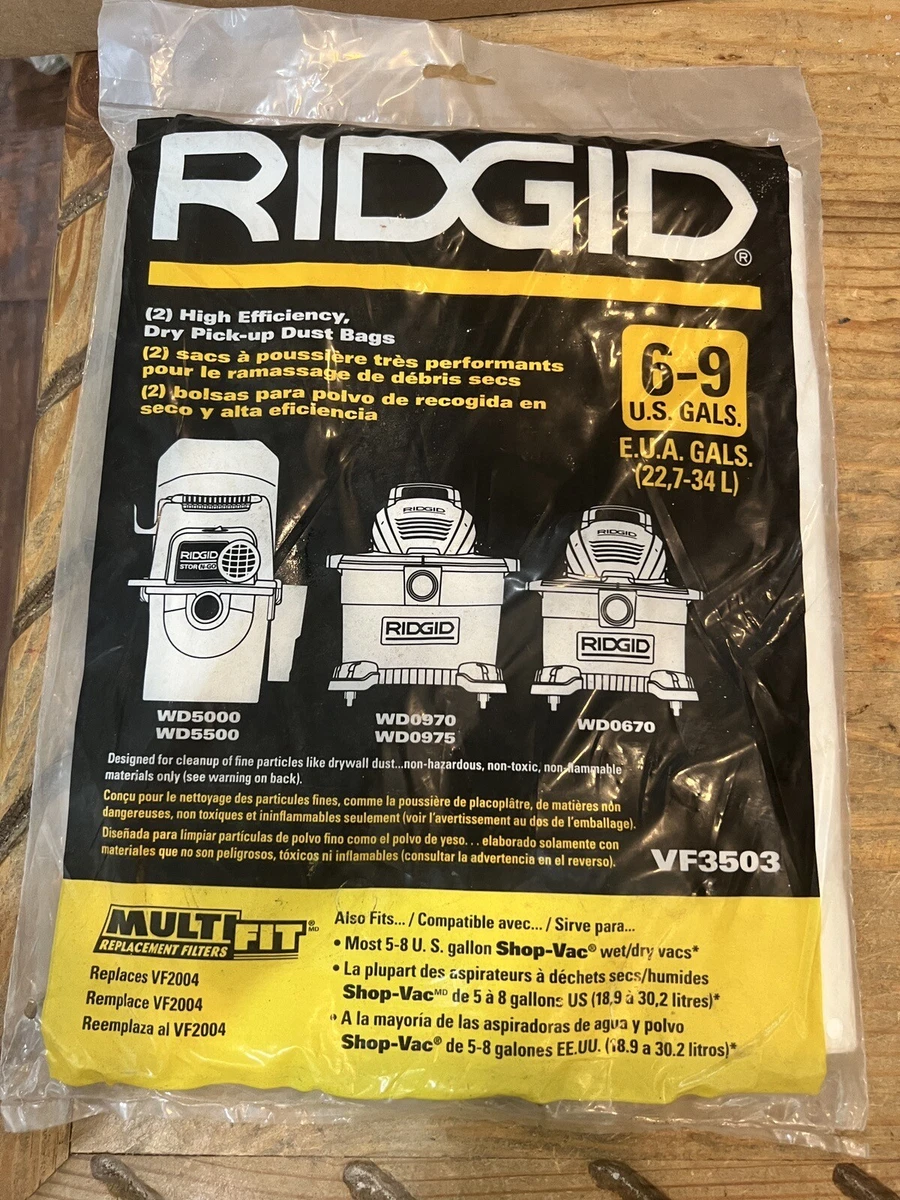 RIDGID®
(2) High Efficiency,
Dry Pick-up Dust Bags
(2) sacs à poussière très performants
pour le ramassage de débris secs
(2) bolsas para polvo de recogida en
seco y alta eficiencia
6-9
U.S. GALS.
E.U.A. GALS.
(22,7-34 L)
RIDGID
STOR N-GO
RIDGID
RIDGID
RIDGID
RIDGID
WD5000
WD5500
WD0970
WD0975
WD0670
Designed for cleanup of fine particles like drywall dust...non-hazardous, non-toxic, non-flammable
materials only (see warning on back).
Conçu pour le nettoyage des particules fines, comme la poussière de placoplâtre, de matières non
dangereuses, non toxiques et ininflammables seulement (voir l'avertissement au dos de l'emballage).
Diseñada para limpiar partículas de polvo fino como el polvo de yeso... elaborado solamente con
materiales que no son peligrosos, tóxicos ni inflamables (consultar la advertencia en el reverso).
VF3503
MULTI FIT® MD
REPLACEMENT FILTERS
Replaces VF2004
Remplace VF2004
Reemplaza al VF2004
Also Fits... / Compatible avec... / Sirve para...
• Most 5-8 U. S. gallon Shop-Vac® wet/dry vacs*
• La plupart des aspirateurs à déchets secs/humides
Shop-Vac MD de 5 à 8 gallons US (18,9 à 30,2 litres)*
• A la mayoría de las aspiradoras de agua y polvo
Shop-Vac® de 5-8 galones EE.UU. (18.9 a 30.2 litros)*